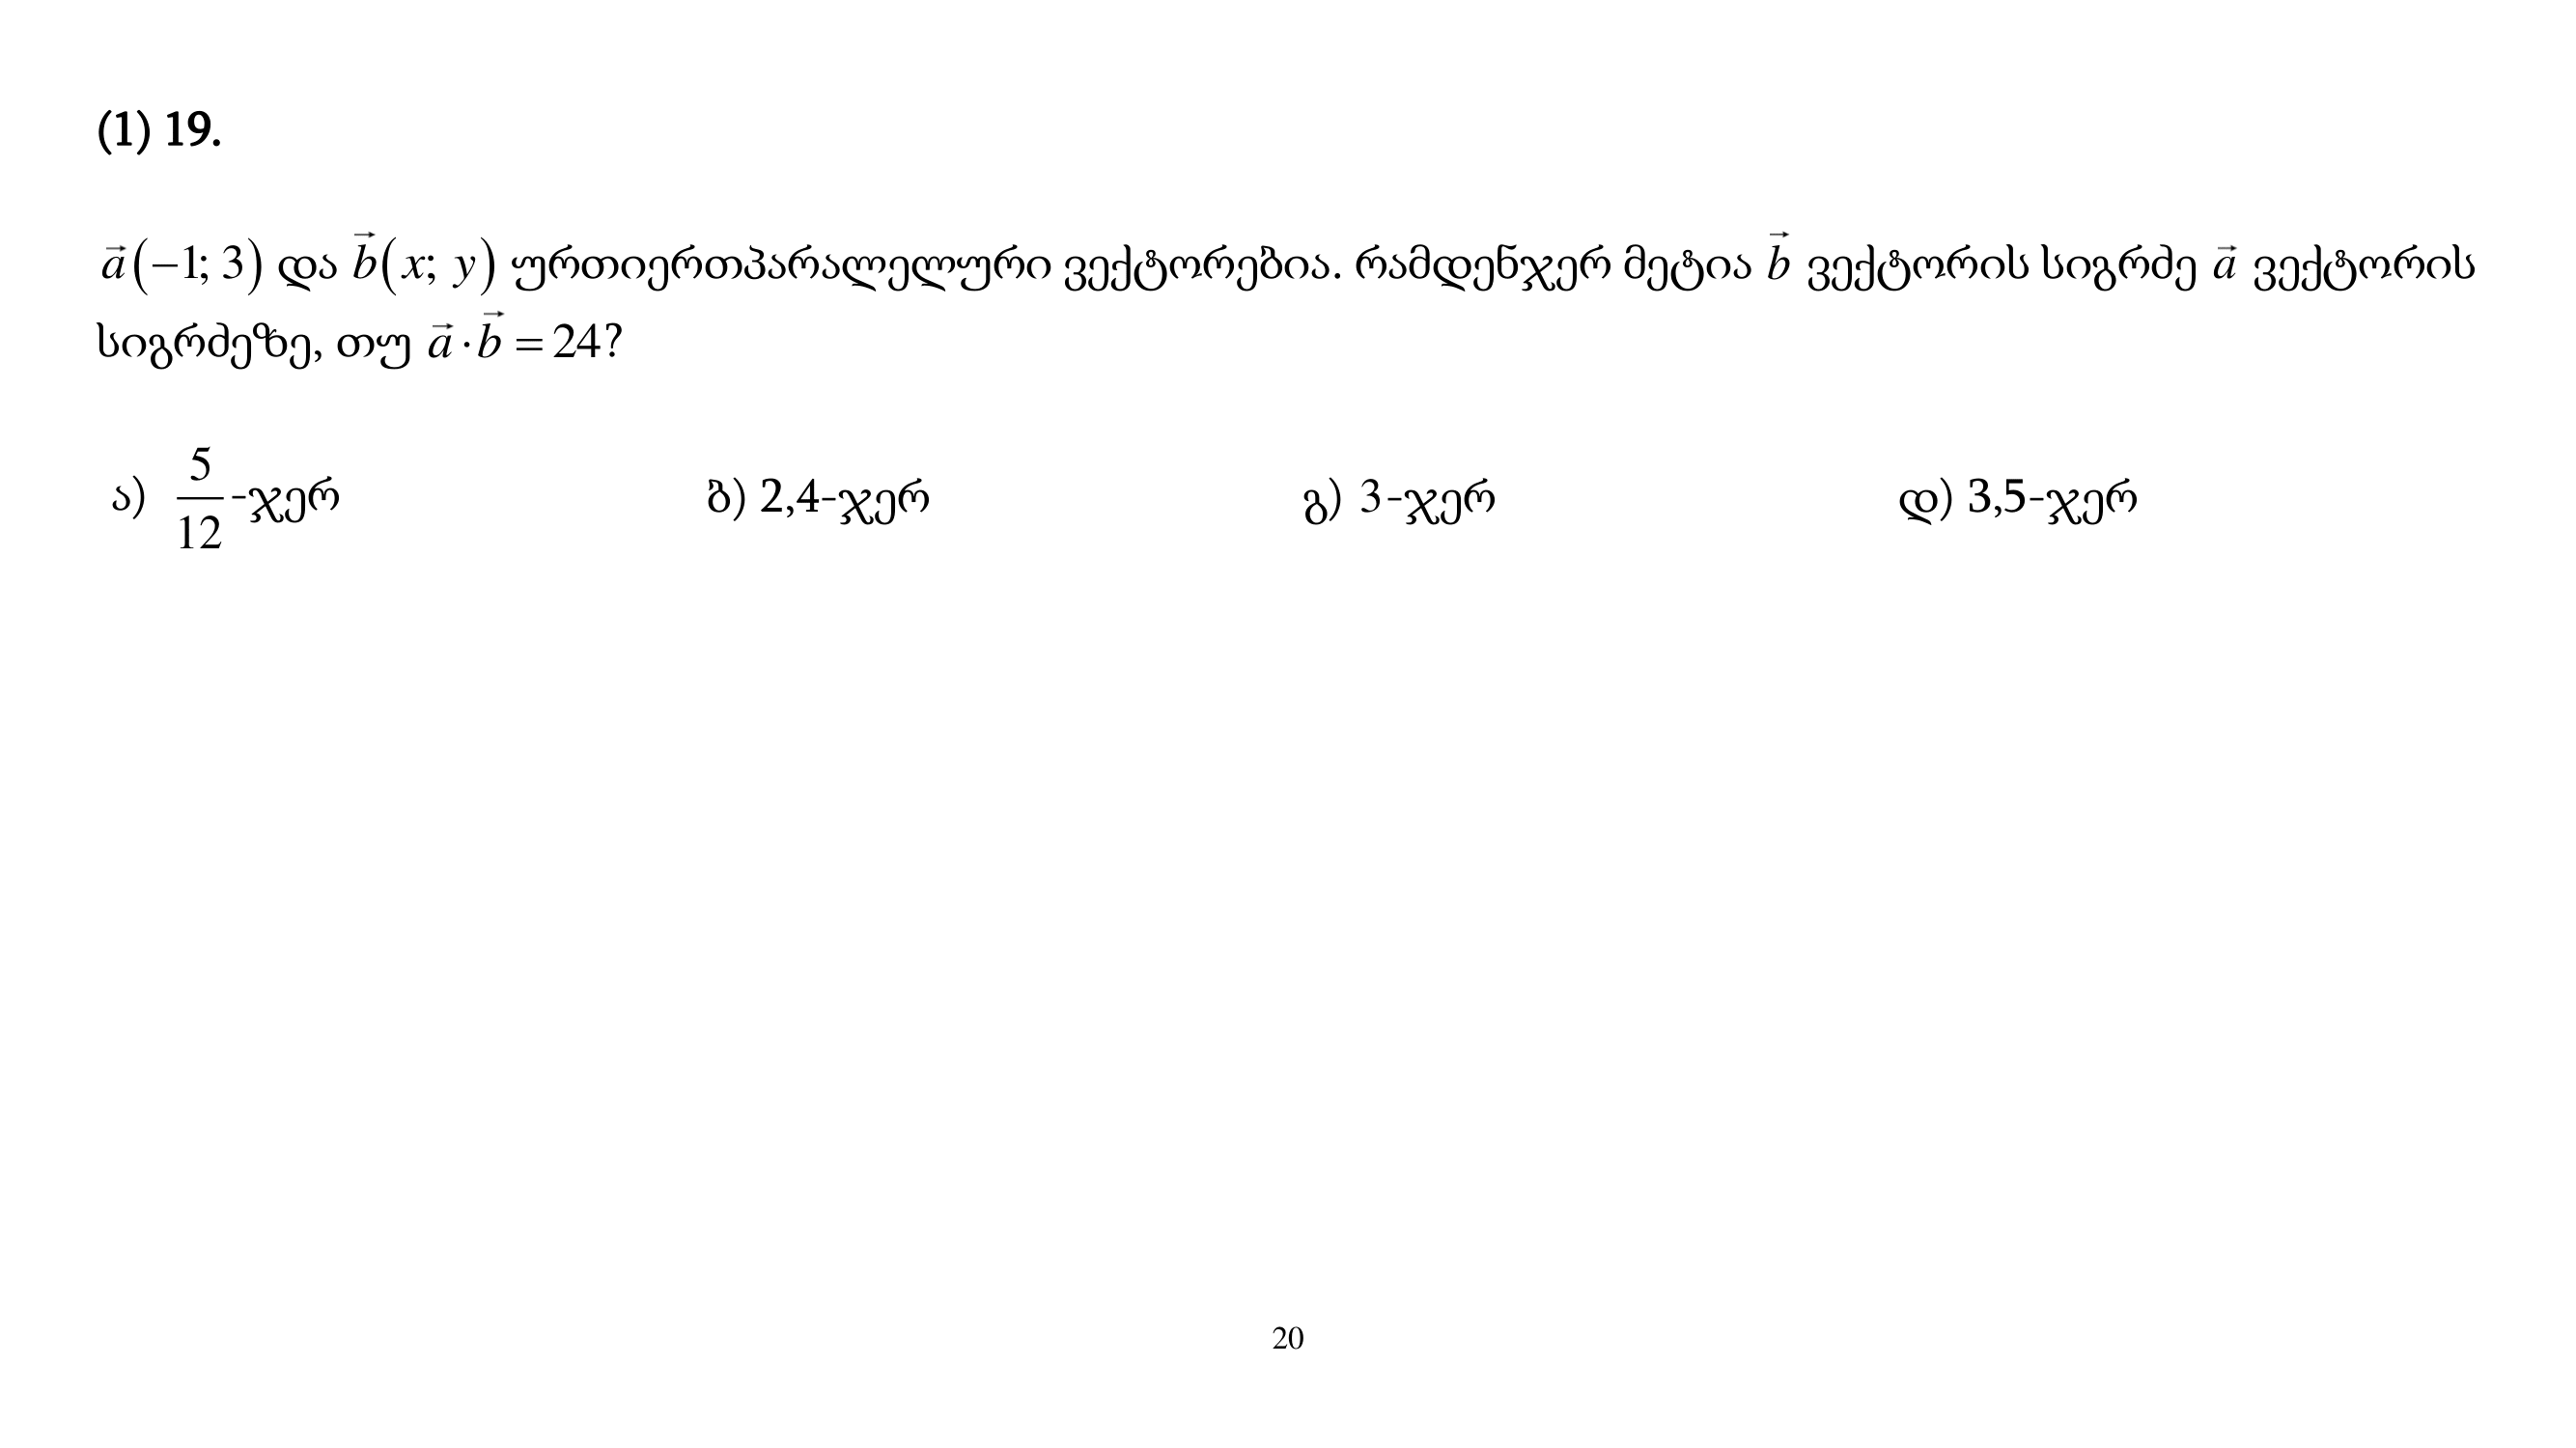 (1) 19.
$\vec{a}(-1; 3)$ და $\vec{b}(x; y)$ ურთიერთპარალელური ვექტორებია. რამდენჯერ მეტია $\vec{b}$ ვექტორის სიგრძე $\vec{a}$ ვექტორის
სიგრძეზე, თუ $\vec{a} \cdot \vec{b} = 24$?
ა) $\frac{5}{12}$-ჯერ ბ) 2,4-ჯერ გ) 3-ჯერ დ) 3,5-ჯერ
20